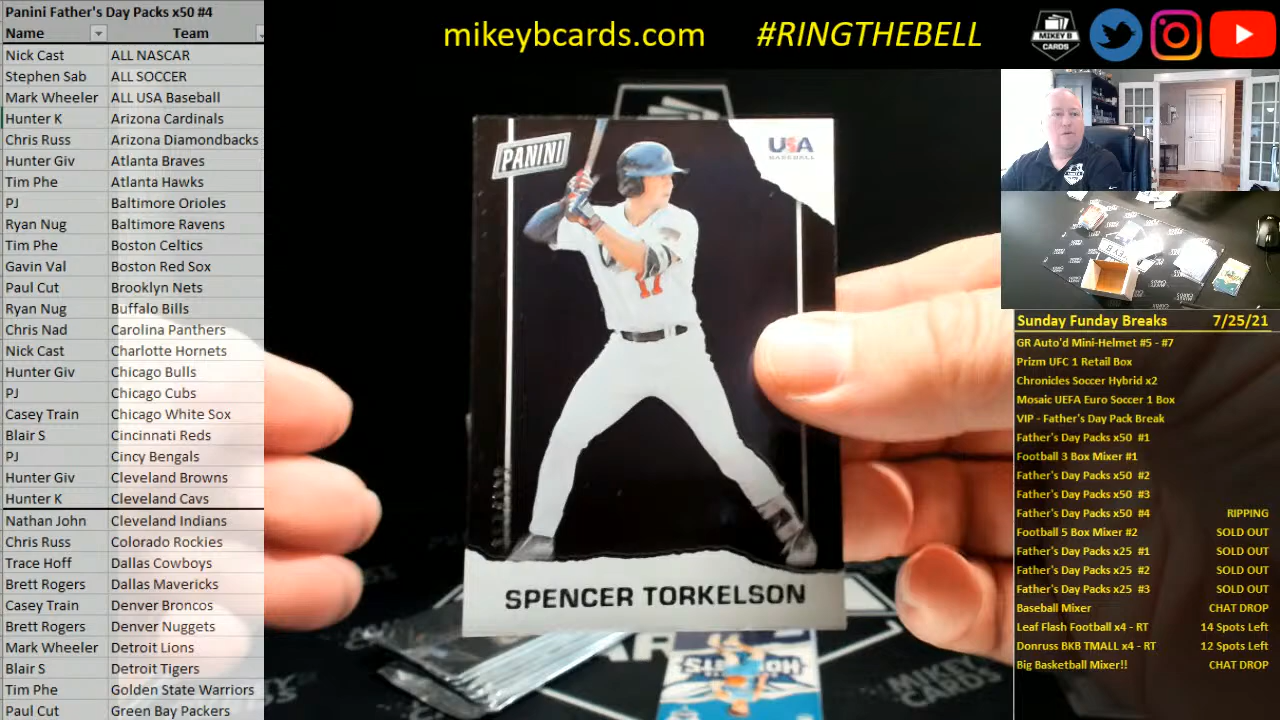 Panini Father's Day Packs x50 #4
Name Team
Nick Cast ALL NASCAR
Stephen Sab ALL SOCCER
Mark Wheeler ALL USA Baseball
Hunter K Arizona Cardinals
Chris Russ Arizona Diamondbacks
Hunter Giv Atlanta Braves
Tim Phe Atlanta Hawks
PJ Baltimore Orioles
Ryan Nug Baltimore Ravens
Tim Phe Boston Celtics
Gavin Val Boston Red Sox
Paul Cut Brooklyn Nets
Ryan Nug Buffalo Bills
Chris Nad Carolina Panthers
Nick Cast Charlotte Hornets
Hunter Giv Chicago Bulls
PJ Chicago Cubs
Casey Train Chicago White Sox
Blair S Cincinnati Reds
PJ Cincy Bengals
Hunter Giv Cleveland Browns
Hunter K Cleveland Cavs
Nathan John Cleveland Indians
Chris Russ Colorado Rockies
Trace Hoff Dallas Cowboys
Brett Rogers Dallas Mavericks
Casey Train Denver Broncos
Brett Rogers Denver Nuggets
Mark Wheeler Detroit Lions
Blair S Detroit Tigers
Tim Phe Golden State Warriors
Paul Cut Green Bay Packers
mikeybcards.com #RINGTHEBELL
MIKEY B
CARDS
PANINI
USA
BASEBALL
11
SPENCER TORKELSON
HORNETS
MIKEY
CARDS
Sunday Funday Breaks 7/25/21
GR Auto'd Mini-Helmet #5 - #7
Prizm UFC 1 Retail Box
Chronicles Soccer Hybrid x2
Mosaic UEFA Euro Soccer 1 Box
VIP - Father's Day Pack Break
Father's Day Packs x50 #1
Football 3 Box Mixer #1
Father's Day Packs x50 #2
Father's Day Packs x50 #3
Father's Day Packs x50 #4 RIPPING
Football 5 Box Mixer #2 SOLD OUT
Father's Day Packs x25 #1 SOLD OUT
Father's Day Packs x25 #2 SOLD OUT
Father's Day Packs x25 #3 SOLD OUT
Baseball Mixer CHAT DROP
Leaf Flash Football x4 - RT 14 Spots Left
Donruss BKB TMALL x4 - RT 12 Spots Left
Big Basketball Mixer!! CHAT DROP